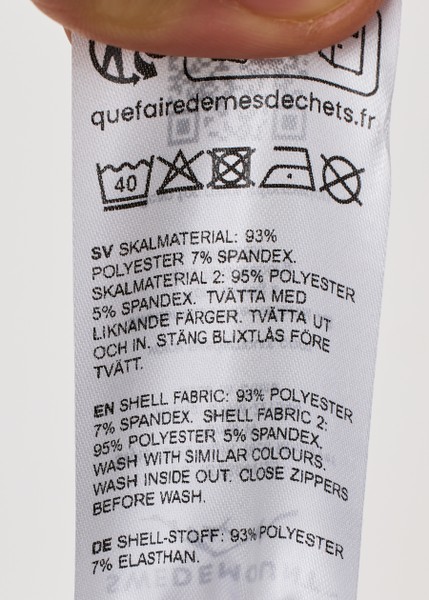 quefairedemesdechets.fr
40
SV SKALMATERIAL: 93%
POLYESTER 7% SPANDEX.
SKALMATERIAL 2: 95% POLYESTER
5% SPANDEX. TVÄTTA MED
LIKNANDE FÄRGER. TVÄTTA UT
OCH IN. STÄNG BLIXTLÅS FÖRE
TVÄTT.
EN SHELL FABRIC: 93% POLYESTER
7% SPANDEX. SHELL FABRIC 2:
95% POLYESTER 5% SPANDEX.
WASH WITH SIMILAR COLOURS.
WASH INSIDE OUT. CLOSE ZIPPERS
BEFORE WASH.
DE SHELL-STOFF: 93%POLYESTER
7% ELASTHAN.
SWEDEMOUNT